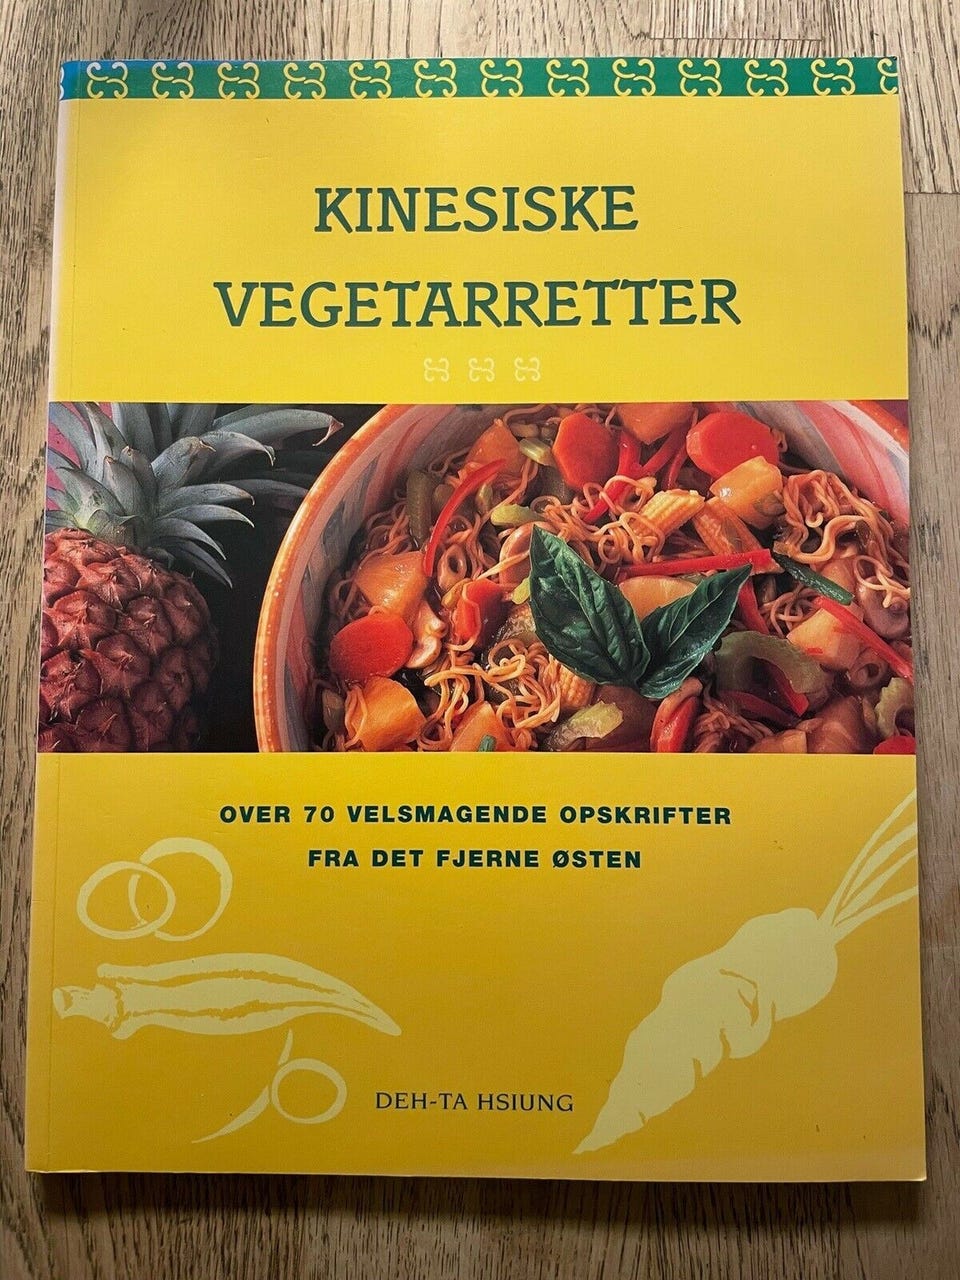 KINESISKE
VEGETARRETTER
OVER 70 VELSMAGENDE OPSKRIFTER
FRA DET FJERNE ØSTEN
DEH-TA HSIUNG